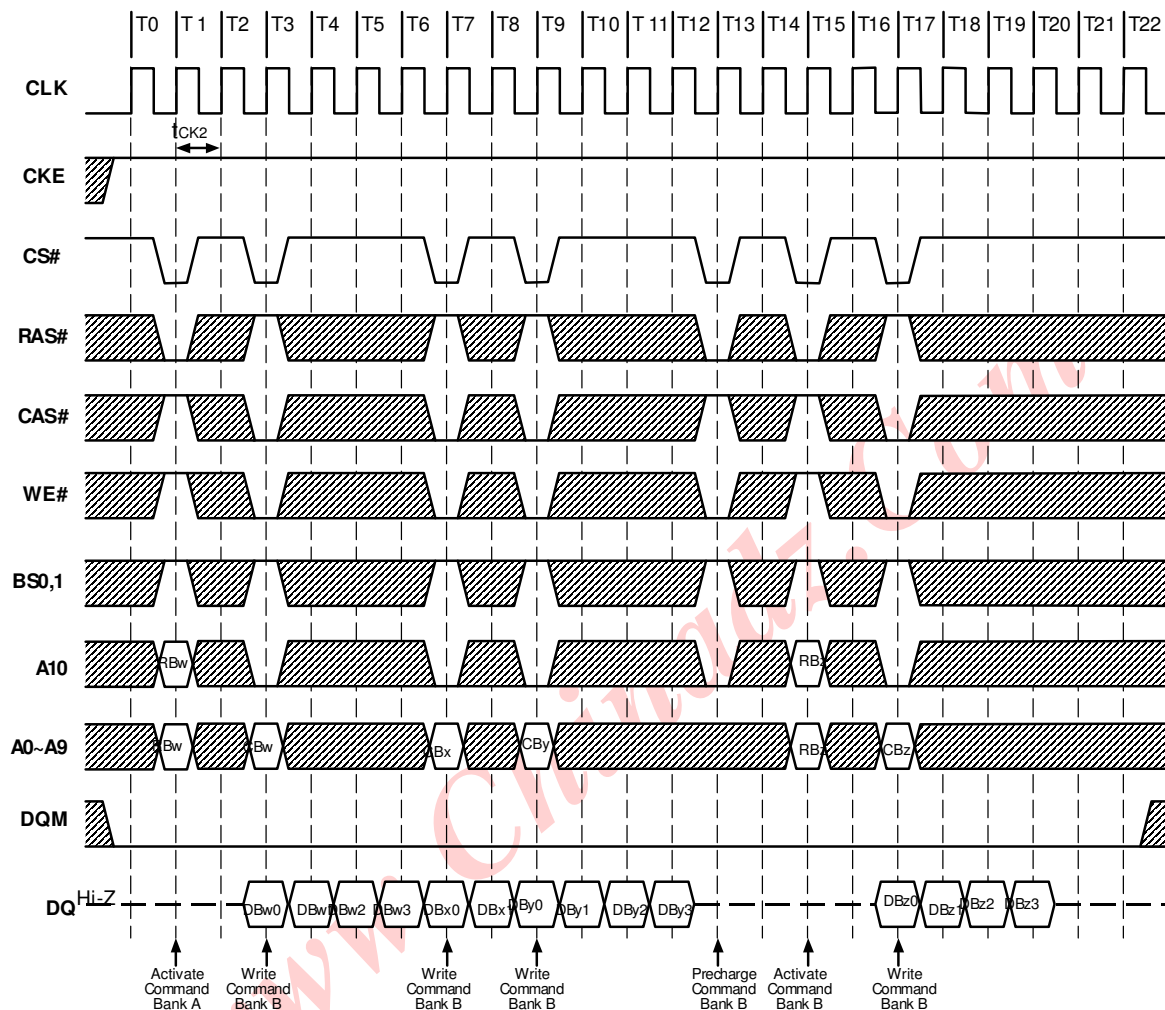 T0 T 1 T2 T3 T4 T5 T6 T7 T8 T9 T10 T 11 T12 T13 T14 T15 T16 T17 T18 T19 T20 T21 T22
CLK
tCK2
CKE
CS#
RAS#
CAS#
WE#
BS0,1
A10 RBw RBz
A0~A9 RBw CBw CBx CBy RBz CBz
DQM
DQ Hi-Z DBw0 DBw1 DBw2 DBw3 DBx0 DBx1 DBy0 DBy1 DBy2 DBy3 DBz0 DBz1 DBz2 DBz3
Activate Command Bank A
Write Command Bank B
Write Command Bank B
Write Command Bank B
Precharge Command Bank B
Activate Command Bank B
Write Command Bank B
www.Chinadz.com